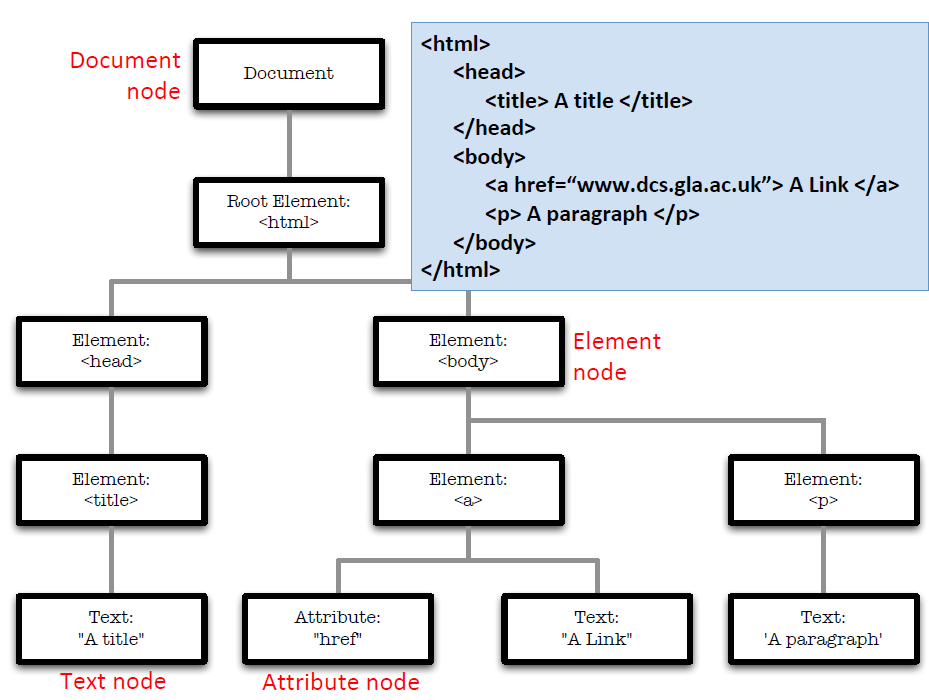 Document
node
Document
<html>
<head>
<title> A title </title>
</head>
<body>
<a href=“www.dcs.gla.ac.uk”> A Link </a>
<p> A paragraph </p>
</body>
</html>
Root Element:
<html>
Element:
<head>
Element:
<body>
Element
node
Element:
<title>
Element:
<a>
Element:
<p>
Text:
"A title"
Attribute:
"href"
Text:
"A Link"
Text:
'A paragraph'
Text node
Attribute node